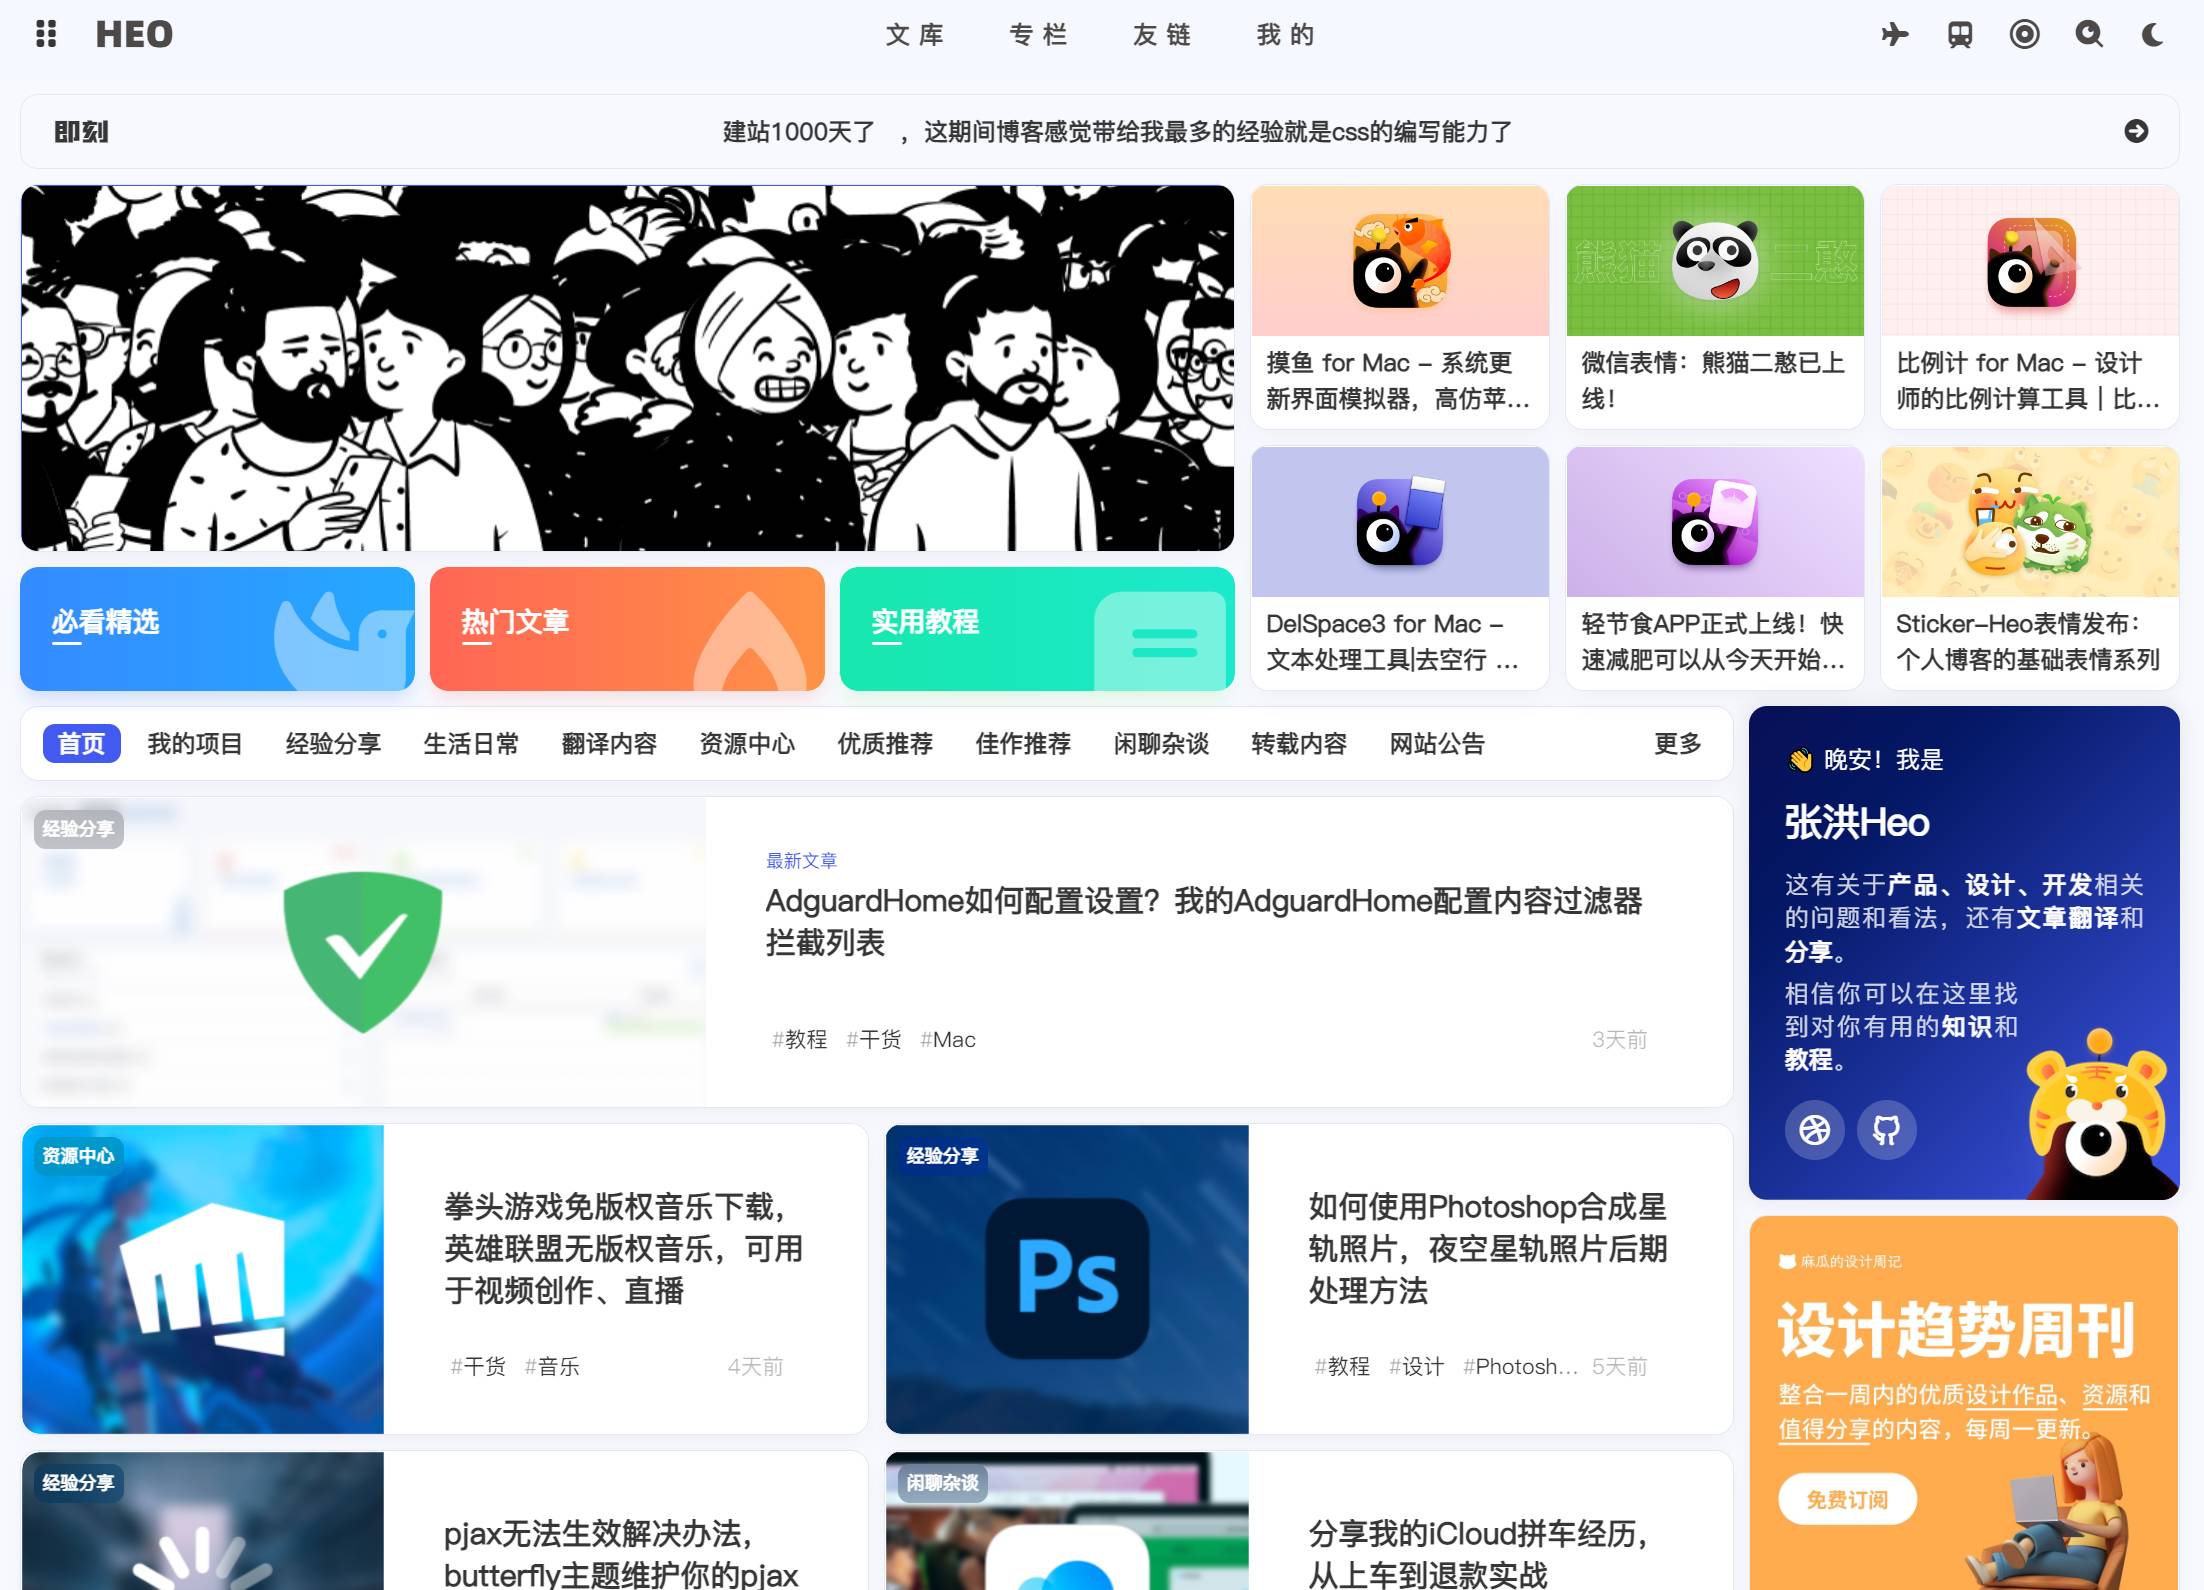 HEO
文库 专栏 友链 我的
即刻
建站1000天了 ，这期间博客感觉带给我最多的经验就是css的编写能力了
熊猫二憨
摸鱼 for Mac - 系统更
新界面模拟器，高仿苹...
微信表情：熊猫二憨已上
线！
比例计 for Mac - 设计
师的比例计算工具｜比...
必看精选
热门文章
实用教程
DelSpace3 for Mac -
文本处理工具|去空行 ...
轻节食APP正式上线！快
速减肥可以从今天开始...
Sticker-Heo表情发布：
个人博客的基础表情系列
首页 我的项目 经验分享 生活日常 翻译内容 资源中心 优质推荐 佳作推荐 闲聊杂谈 转载内容 网站公告 更多
经验分享
最新文章
AdguardHome如何配置设置？我的AdguardHome配置内容过滤器
拦截列表
#教程 #干货 #Mac 3天前
资源中心
拳头游戏免版权音乐下载，
英雄联盟无版权音乐，可用
于视频创作、直播
#干货 #音乐 4天前
经验分享
Ps
如何使用Photoshop合成星
轨照片，夜空星轨照片后期
处理方法
#教程 #设计 #Photosh... 5天前
经验分享
pjax无法生效解决办法，
butterfly主题维护你的pjax
闲聊杂谈
分享我的iCloud拼车经历，
从上车到退款实战
👋 晚安！我是
张洪Heo
这有关于产品、设计、开发相关
的问题和看法，还有文章翻译和
分享。
相信你可以在这里找
到对你有用的知识和
教程。
麻瓜的设计周记
设计趋势周刊
整合一周内的优质设计作品、资源和
值得分享的内容，每周一更新。
免费订阅